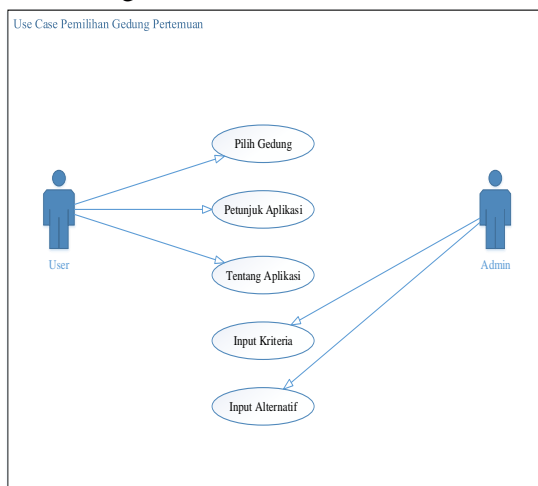 Use Case Pemilihan Gedung Pertemuan
Pilih Gedung
Petunjuk Aplikasi
User
Admin
Tentang Aplikasi
Input Kriteria
Input Alternatif